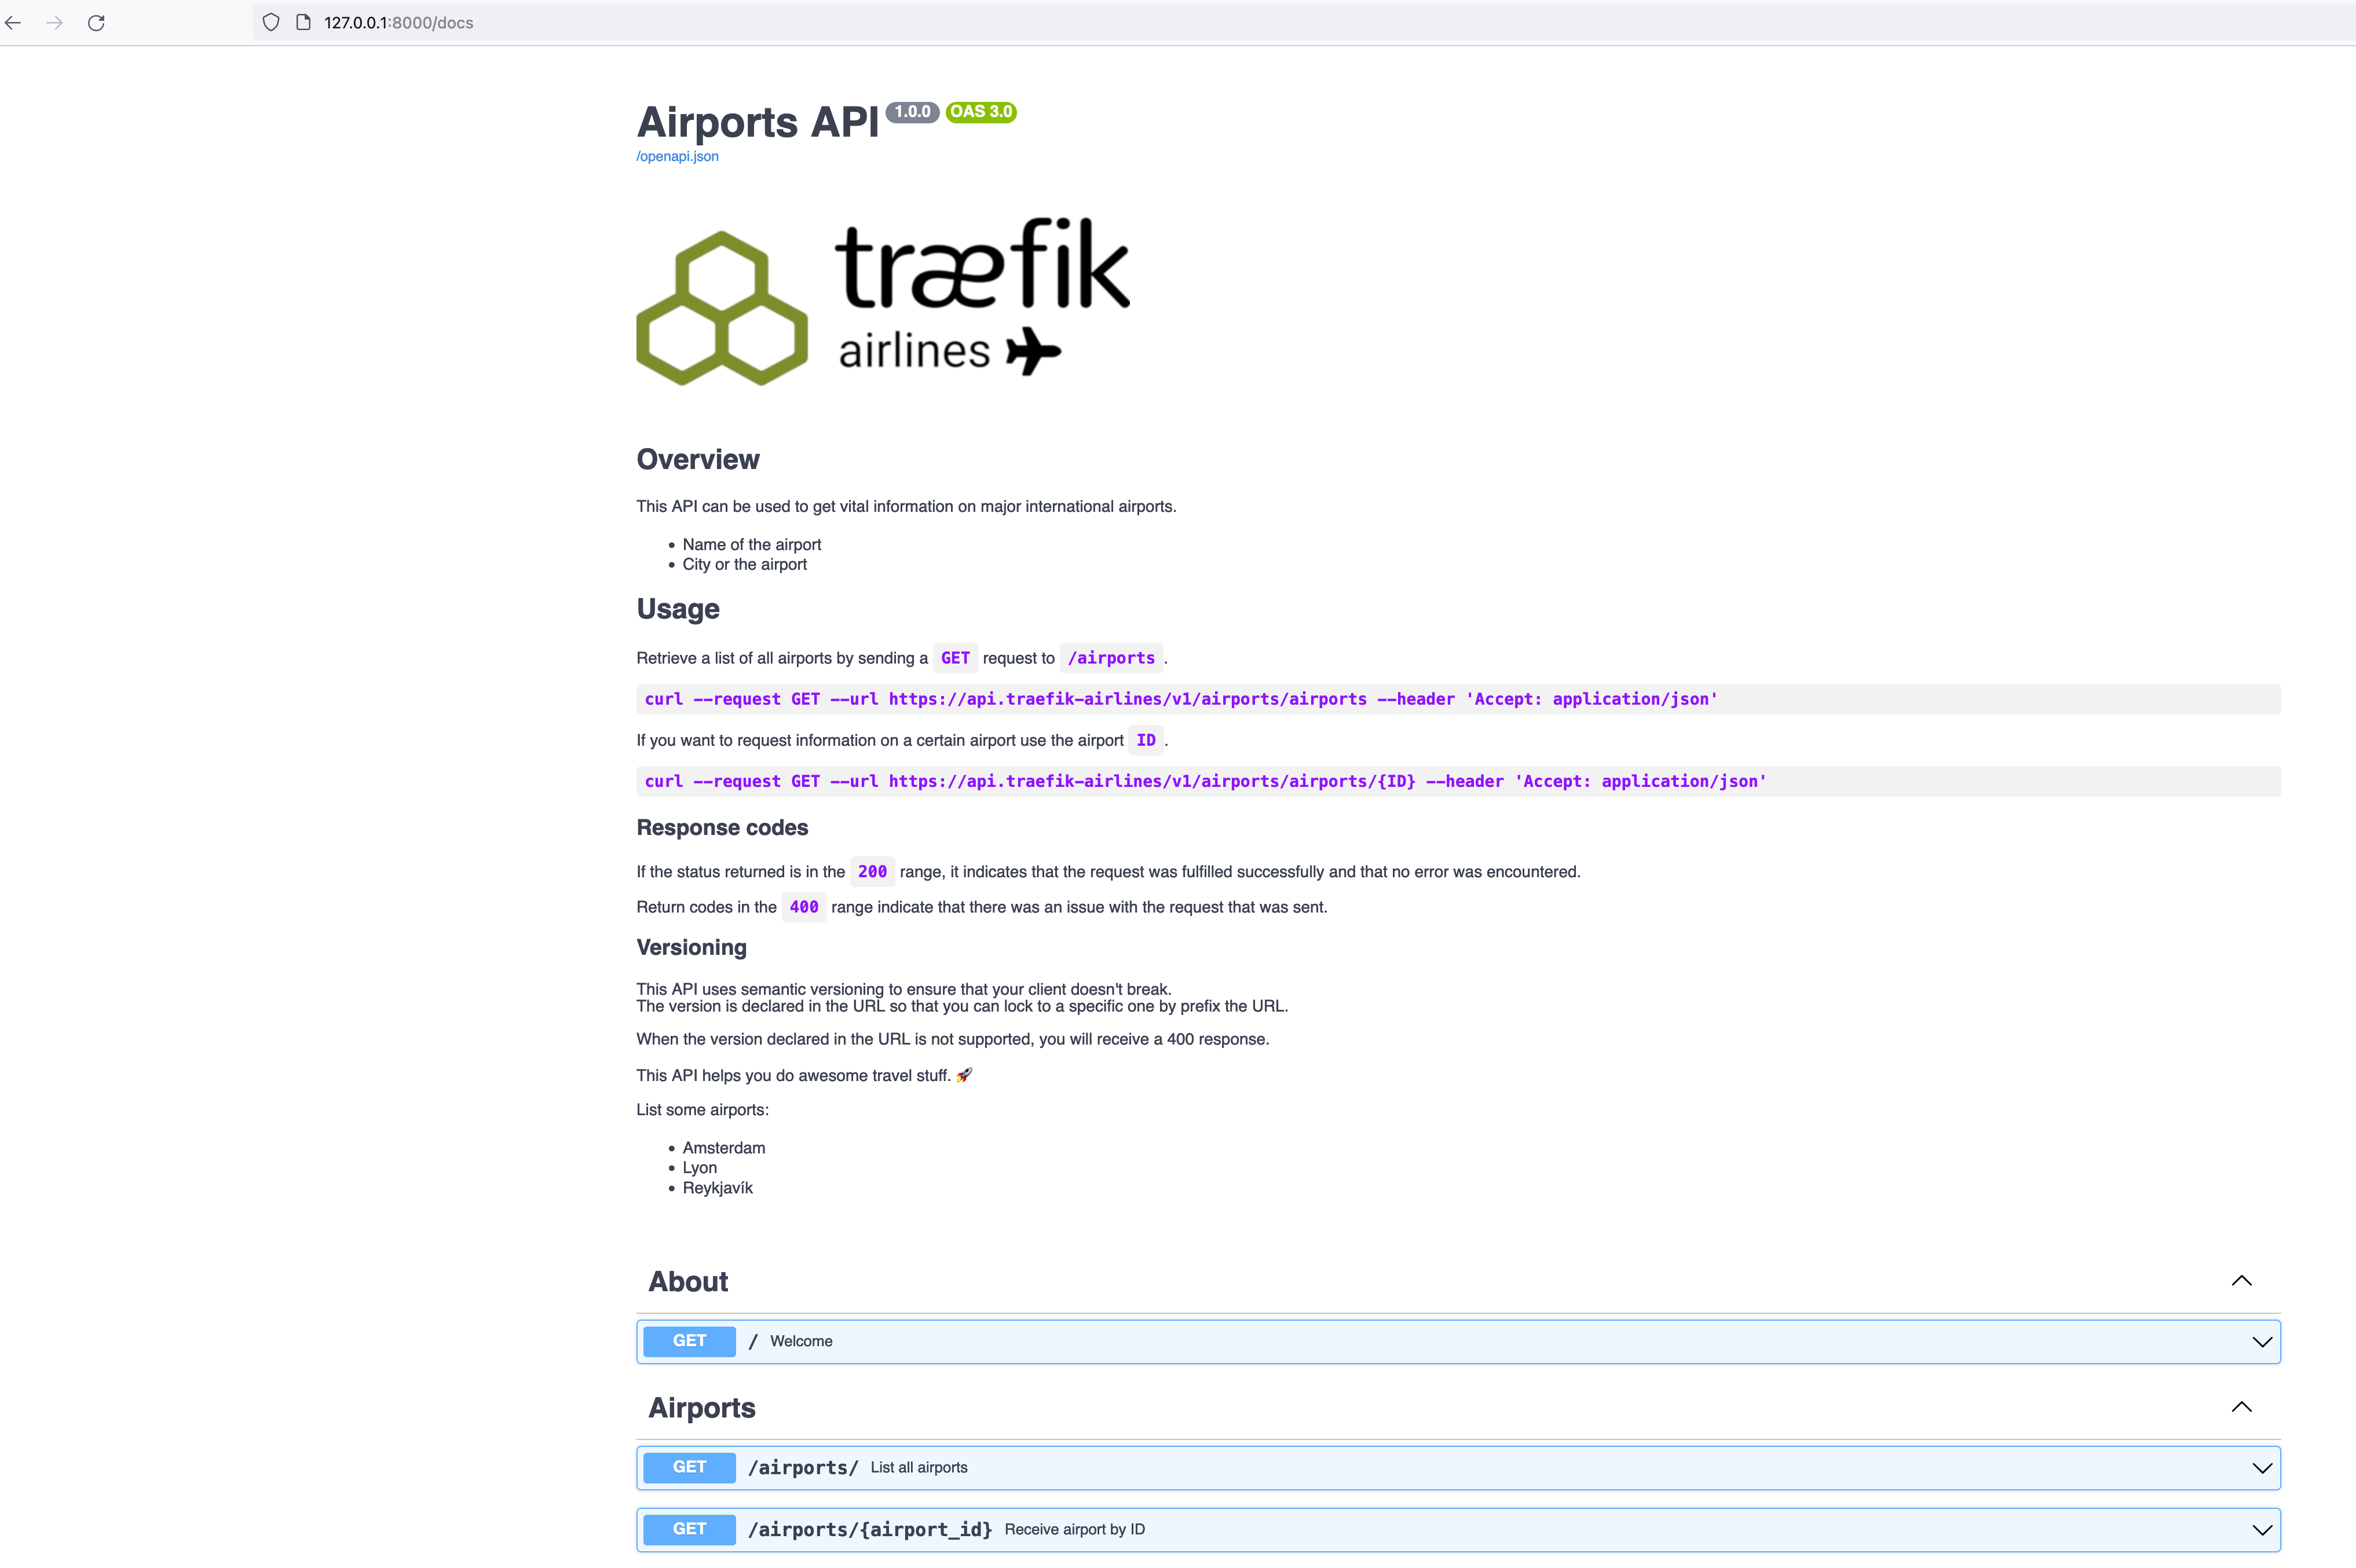 127.0.0.1:8000/docs
Airports API 1.0.0 OAS 3.0
/openapi.json
træfik
airlines
Overview
This API can be used to get vital information on major international airports.
Name of the airport
City or the airport
Usage
Retrieve a list of all airports by sending a GET request to /airports .
curl --request GET --url https://api.traefik-airlines/v1/airports/airports --header 'Accept: application/json'
If you want to request information on a certain airport use the airport ID .
curl --request GET --url https://api.traefik-airlines/v1/airports/airports/{ID} --header 'Accept: application/json'
Response codes
If the status returned is in the 200 range, it indicates that the request was fulfilled successfully and that no error was encountered.
Return codes in the 400 range indicate that there was an issue with the request that was sent.
Versioning
This API uses semantic versioning to ensure that your client doesn't break.
The version is declared in the URL so that you can lock to a specific one by prefix the URL.
When the version declared in the URL is not supported, you will receive a 400 response.
This API helps you do awesome travel stuff. 🚀
List some airports:
Amsterdam
Lyon
Reykjavík
About
GET / Welcome
Airports
GET /airports/ List all airports
GET /airports/{airport_id} Receive airport by ID